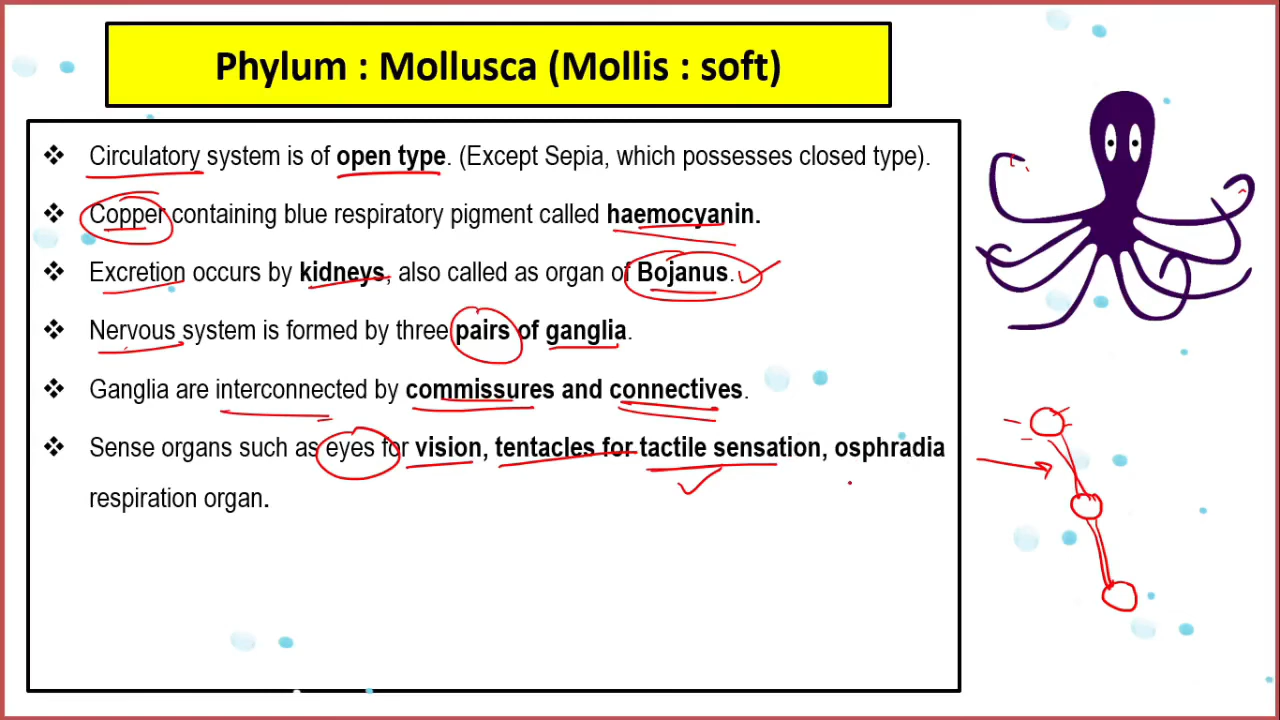 Phylum : Mollusca (Mollis : soft)
❖ Circulatory system is of open type. (Except Sepia, which possesses closed type).
❖ Copper containing blue respiratory pigment called haemocyanin.
❖ Excretion occurs by kidneys, also called as organ of Bojanus.
❖ Nervous system is formed by three pairs of ganglia.
❖ Ganglia are interconnected by commissures and connectives.
❖ Sense organs such as eyes for vision, tentacles for tactile sensation, osphradia
respiration organ.